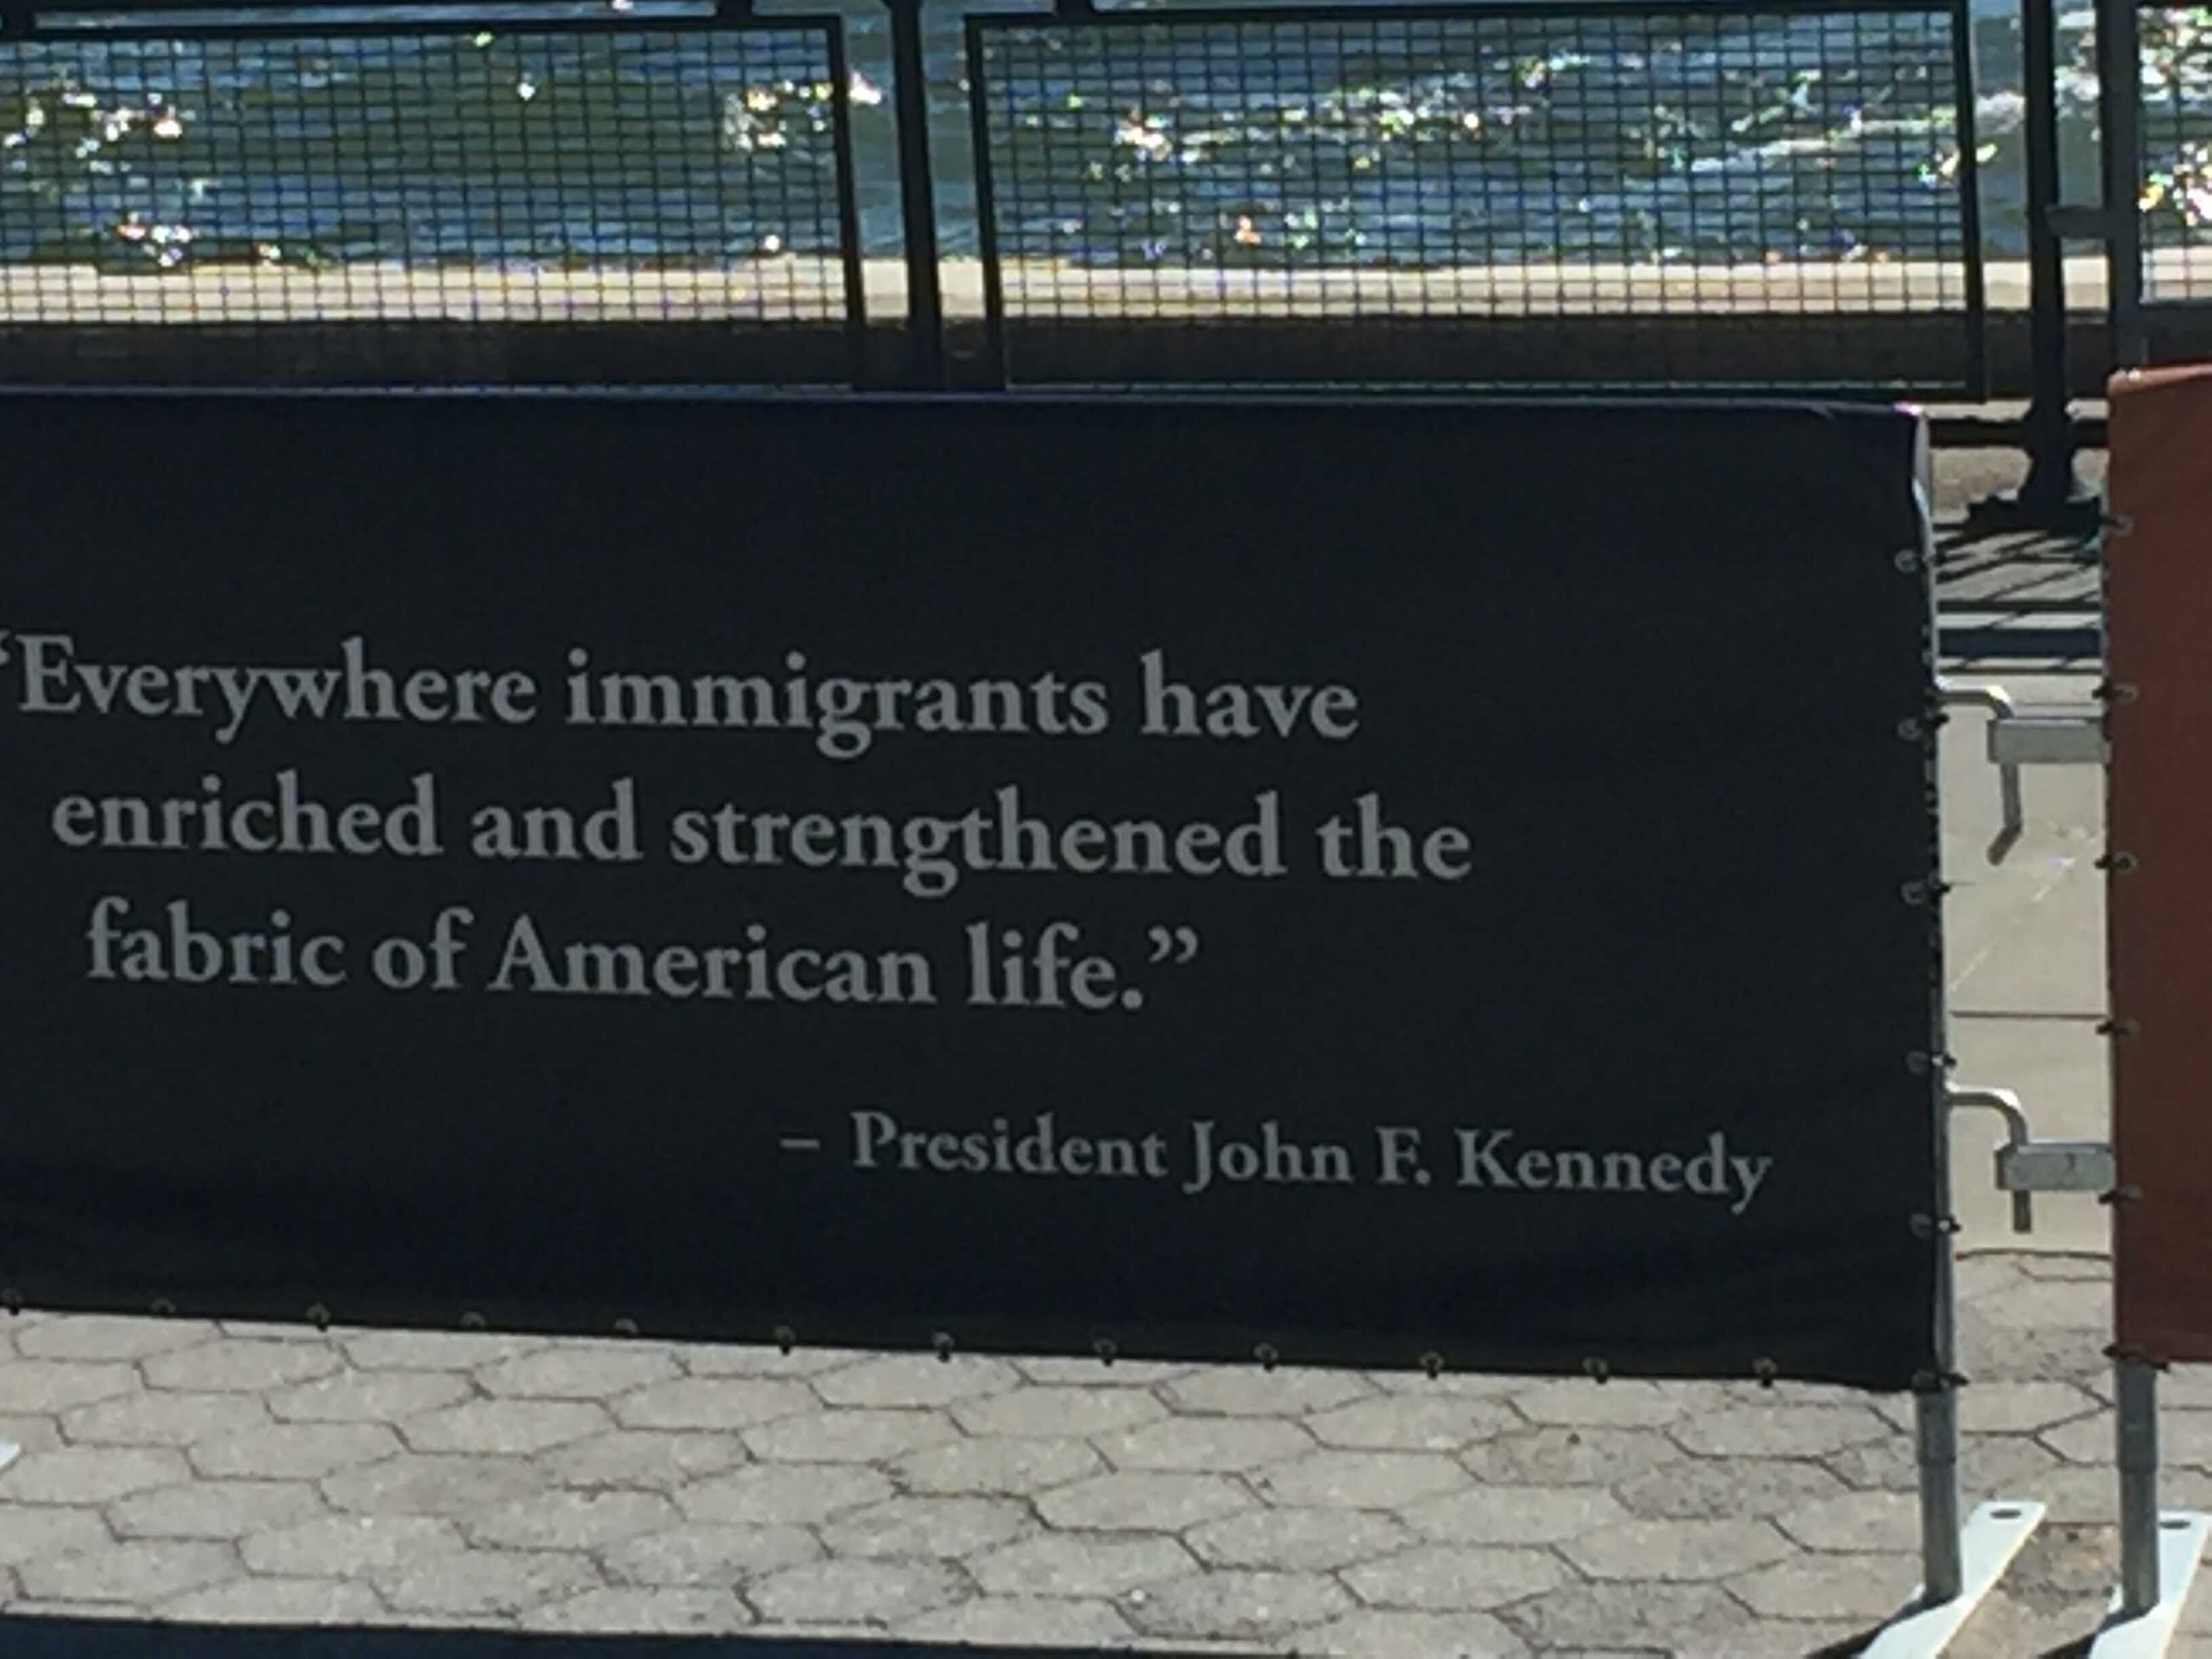 “Everywhere immigrants have
enriched and strengthened the
fabric of American life.”
– President John F. Kennedy